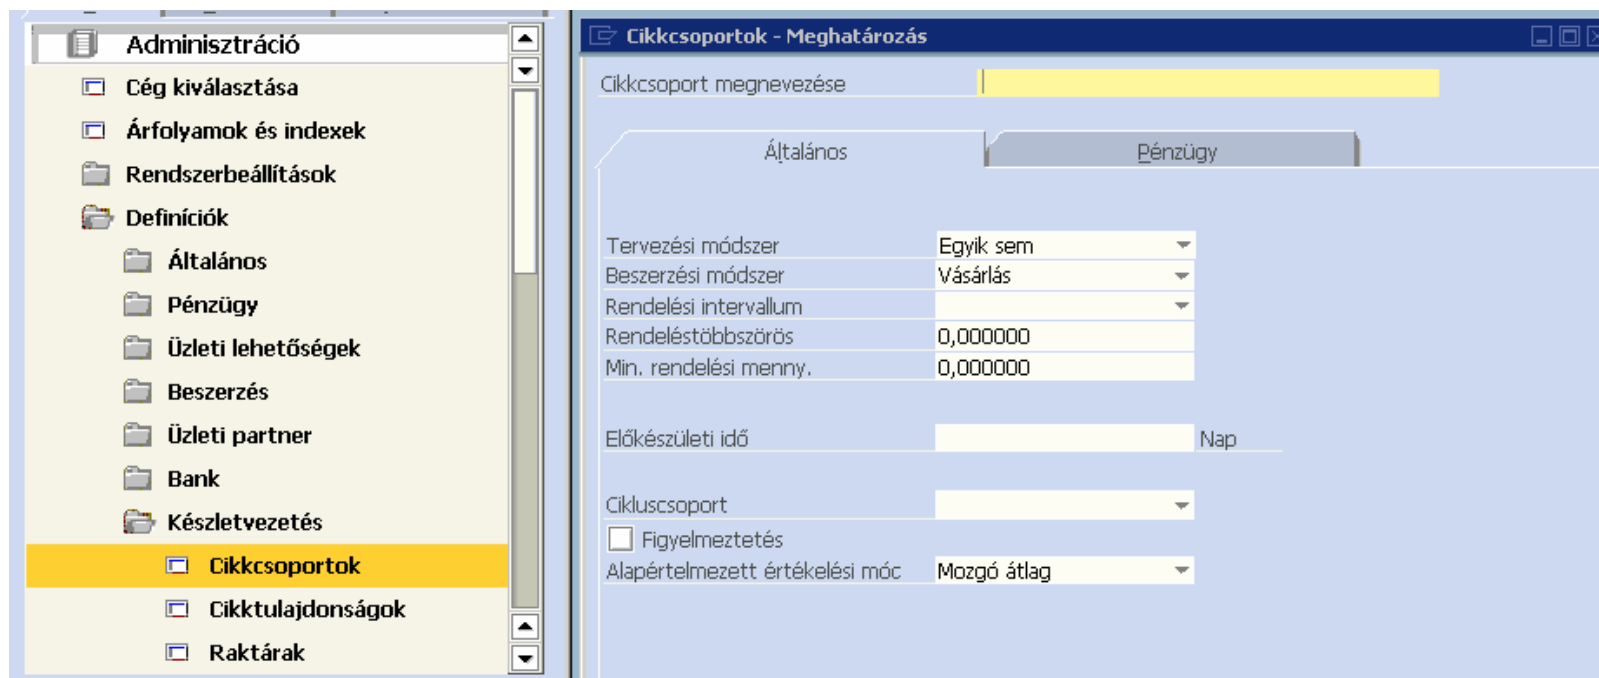 Adminisztráció
Cég kiválasztása
Árfolyamok és indexek
Rendszerbeállítások
Definíciók
Általános
Pénzügy
Üzleti lehetőségek
Beszerzés
Üzleti partner
Bank
Készletvezetés
Cikkcsoportok
Cikktulajdonságok
Raktárak
Cikkcsoportok - Meghatározás
Cikkcsoport megnevezése
Általános Pénzügy
Tervezési módszer Egyik sem
Beszerzési módszer Vásárlás
Rendelési intervallum
Rendeléstöbbszörös 0,000000
Min. rendelési menny. 0,000000
Előkészületi idő Nap
Cikluscsoport
Figyelmeztetés
Alapértelmezett értékelési móc Mozgó átlag